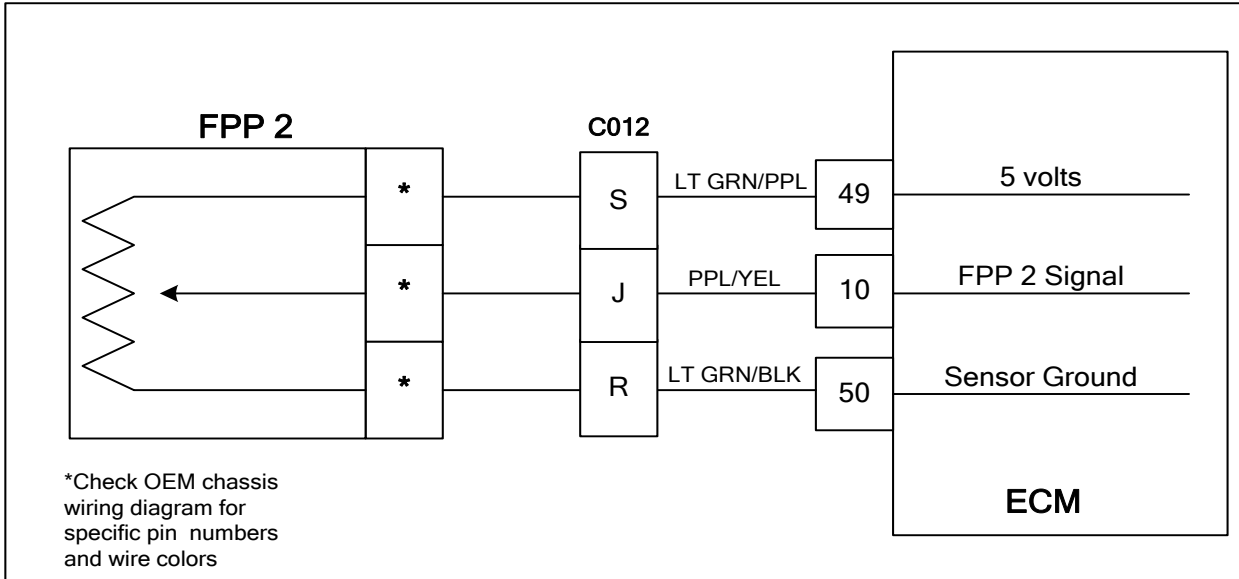 FPP 2
C012
*
S
LT GRN/PPL
49
5 volts
*
J
PPL/YEL
10
FPP 2 Signal
*
R
LT GRN/BLK
50
Sensor Ground
ECM
*Check OEM chassis
wiring diagram for
specific pin numbers
and wire colors